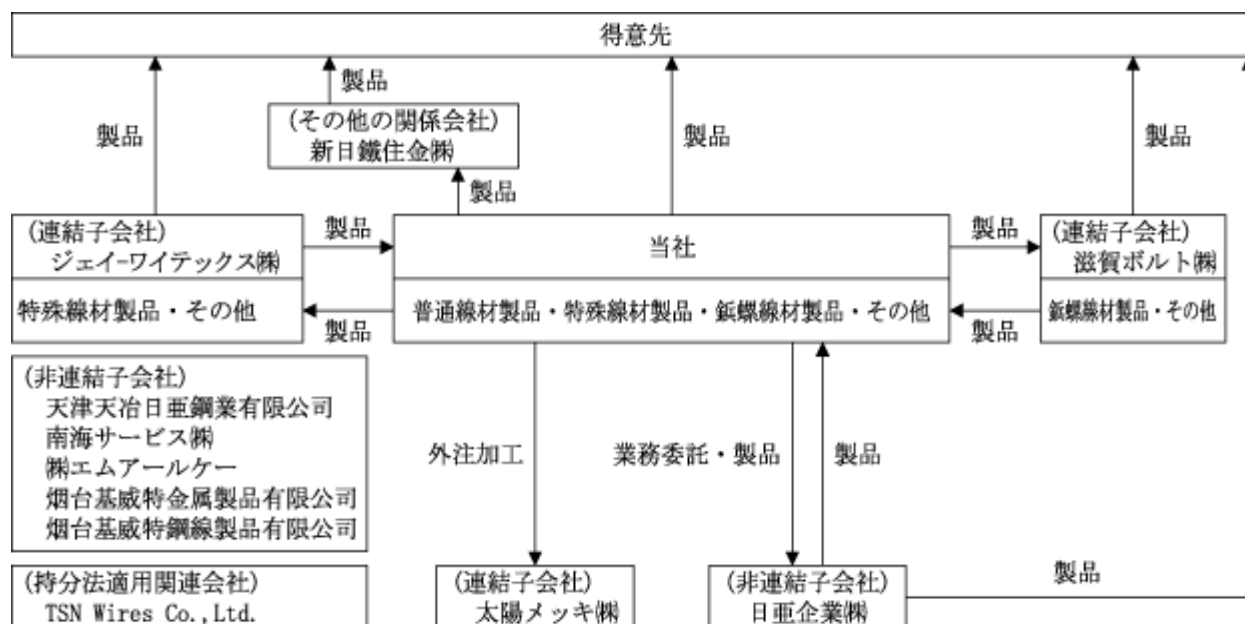 得意先
製品
(その他の関係会社)
新日鐵住金㈱
製品
製品
製品
(連結子会社)
ジェイ-ワイテックス㈱
特殊線材製品・その他
製品
製品
当社
普通線材製品・特殊線材製品・鋲螺線材製品・その他
製品
製品
(連結子会社)
滋賀ボルト㈱
鋲螺線材製品・その他
(非連結子会社)
天津天冶日亜鋼業有限公司
南海サービス㈱
㈱エムアールケー
烟台基威特金属製品有限公司
烟台基威特鋼線製品有限公司
外注加工
業務委託・製品
製品
(持分法適用関連会社)
TSN Wires Co.,Ltd.
(連結子会社)
太陽メッキ㈱
(非連結子会社)
日亜企業㈱
製品